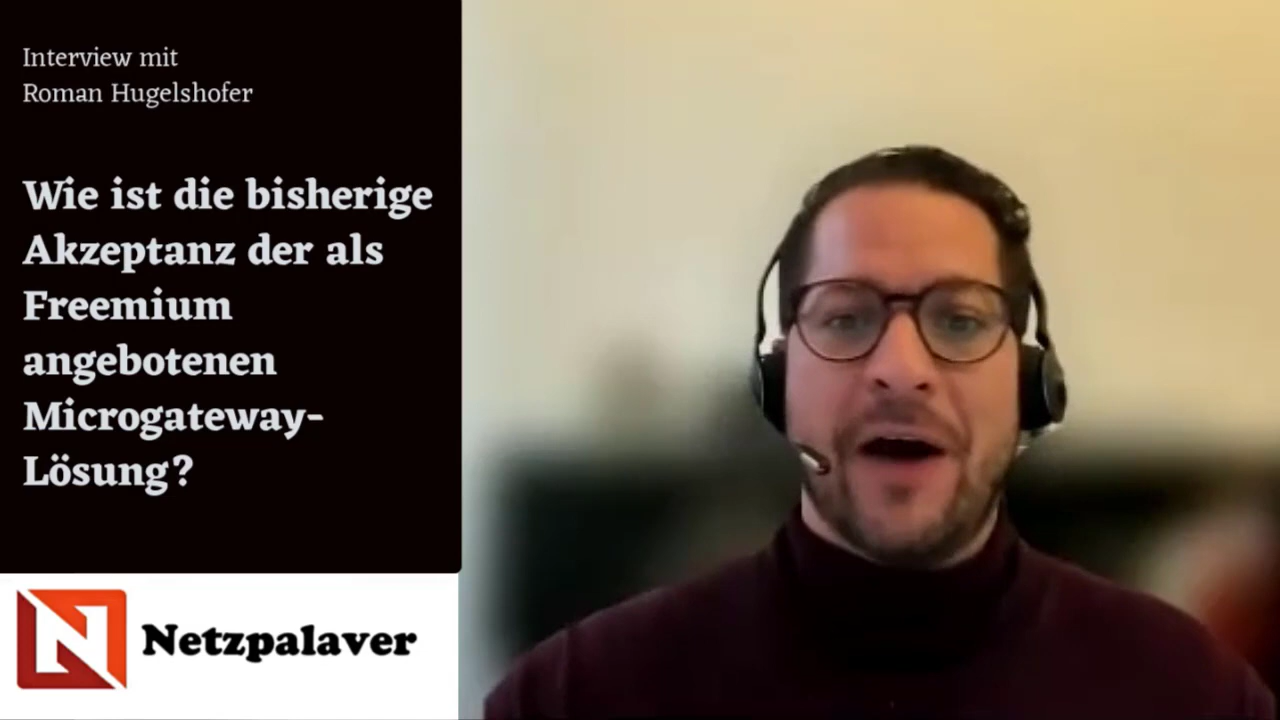 Interview mit
Roman Hugelshofer
Wie ist die bisherige
Akzeptanz der als
Freemium
angebotenen
Microgateway-
Lösung?
Netzpalaver